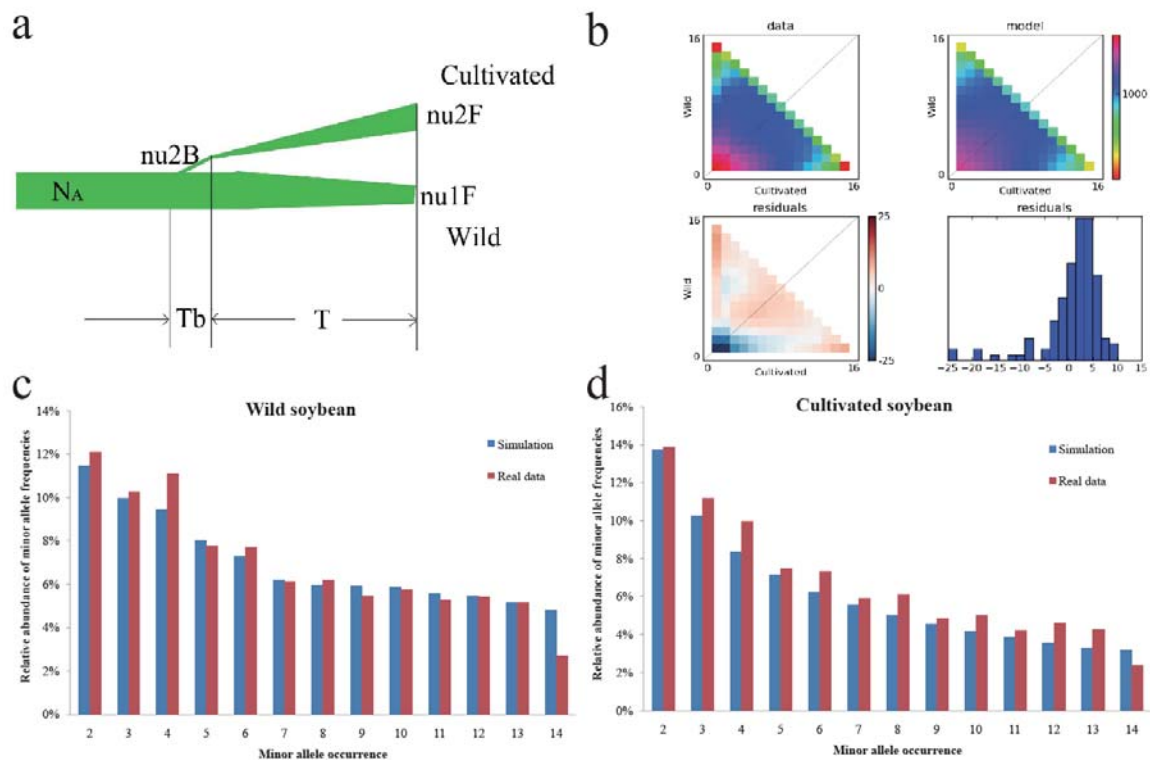 a
Cultivated
nu2F
nu2B
NA
nu1F
Wild
Tb
T
b
data
16
Wild
0
Cultivated
16
model
16
Wild
0
Cultivated
16
1000
residuals
16
Wild
0
Cultivated
16
25
0
-25
residuals
-25 -20 -15 -10 -5 0 5 10 15
c
Wild soybean
Relative abundance of minor allele frequencies
14%
12%
10%
8%
6%
4%
2%
0%
Simulation
Real data
2 3 4 5 6 7 8 9 10 11 12 13 14
Minor allele occurrence
d
Cultivated soybean
Relative abundance of minor allele frequencies
16%
14%
12%
10%
8%
6%
4%
2%
0%
Simulation
Real data
2 3 4 5 6 7 8 9 10 11 12 13 14
Minor allele occurrence